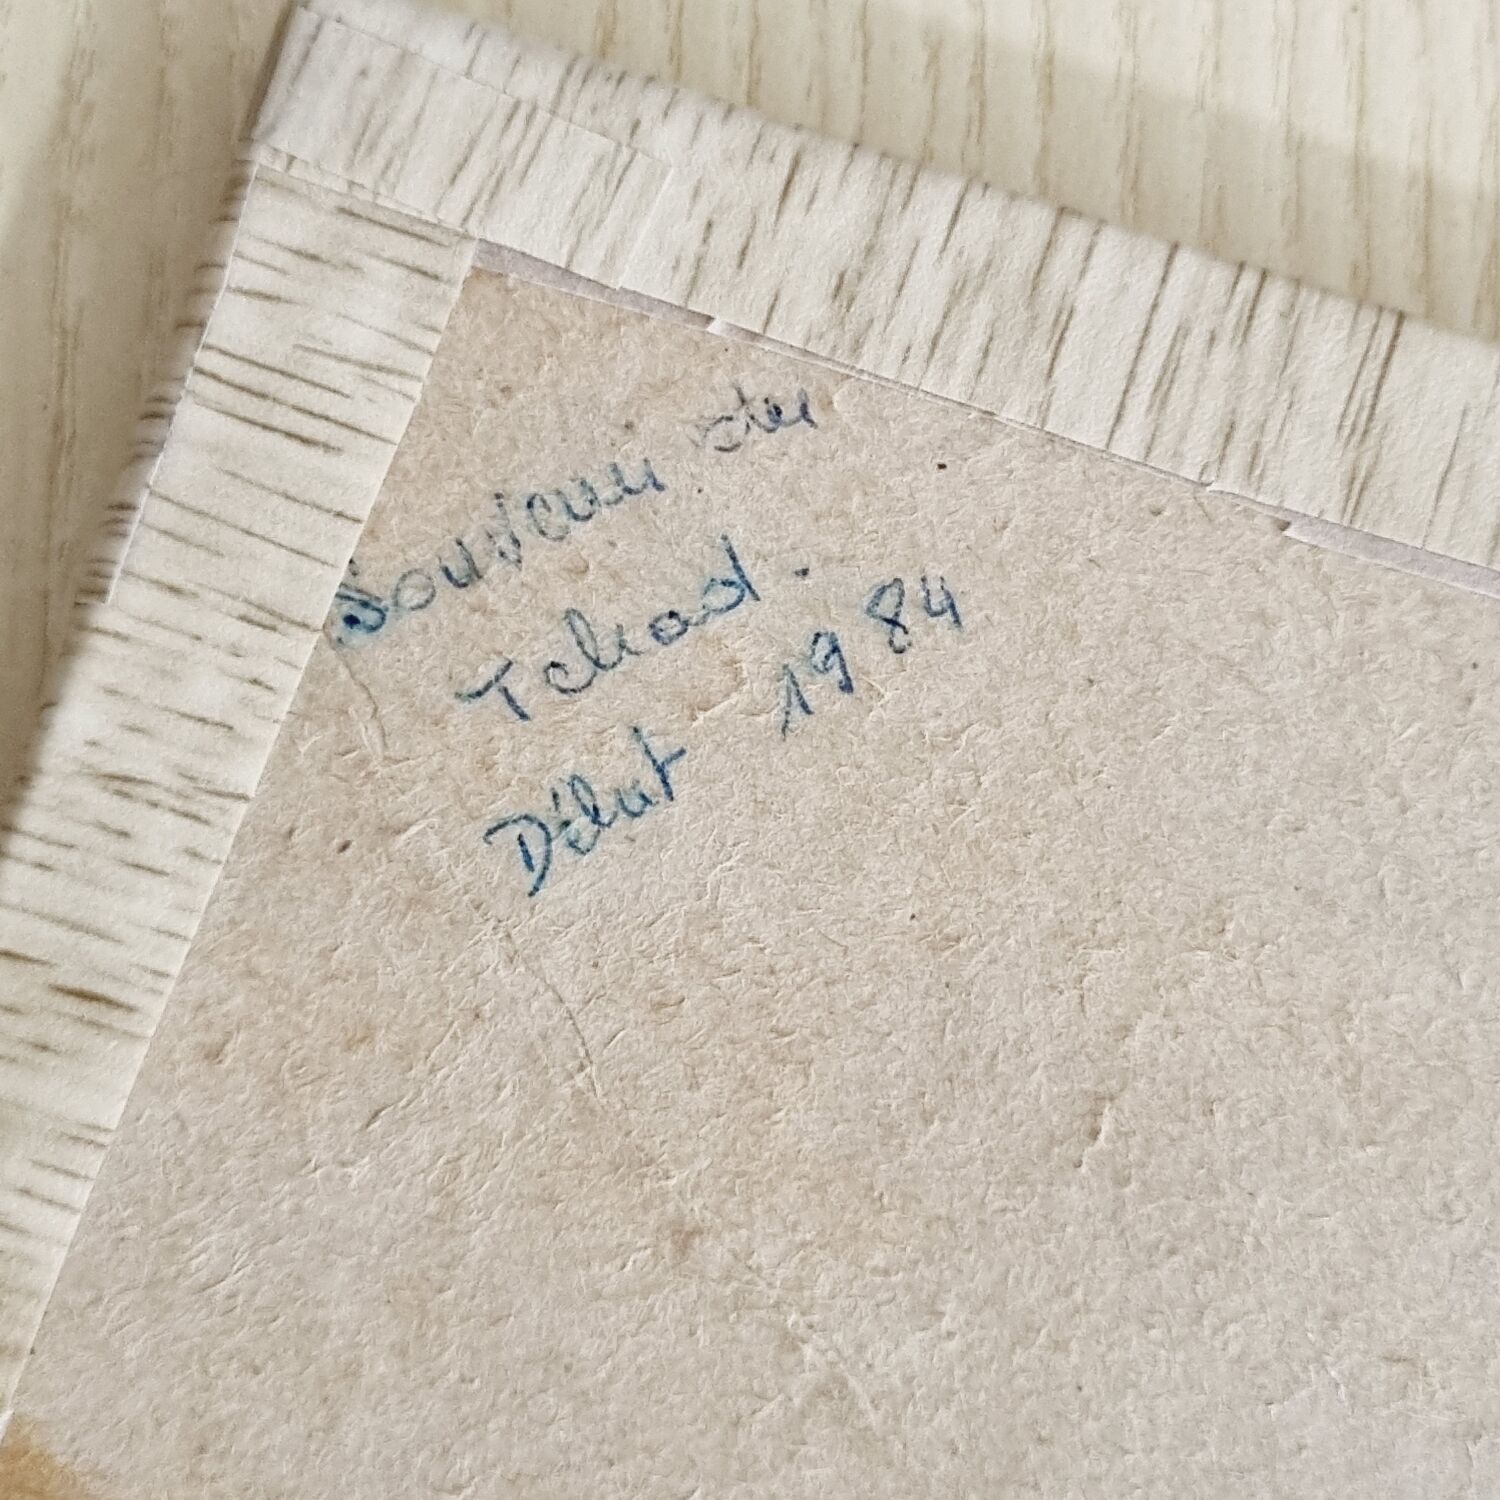 Souvenir du
Tchad.
Début 1984